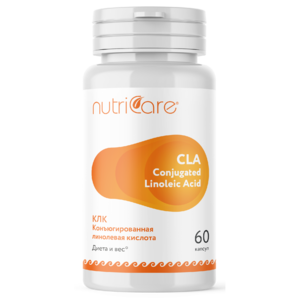 nutriCare®
CLA
Conjugated
Linoleic Acid
КЛК
Конъюгированная
линолевая кислота
Диета и вес*
60
капсул